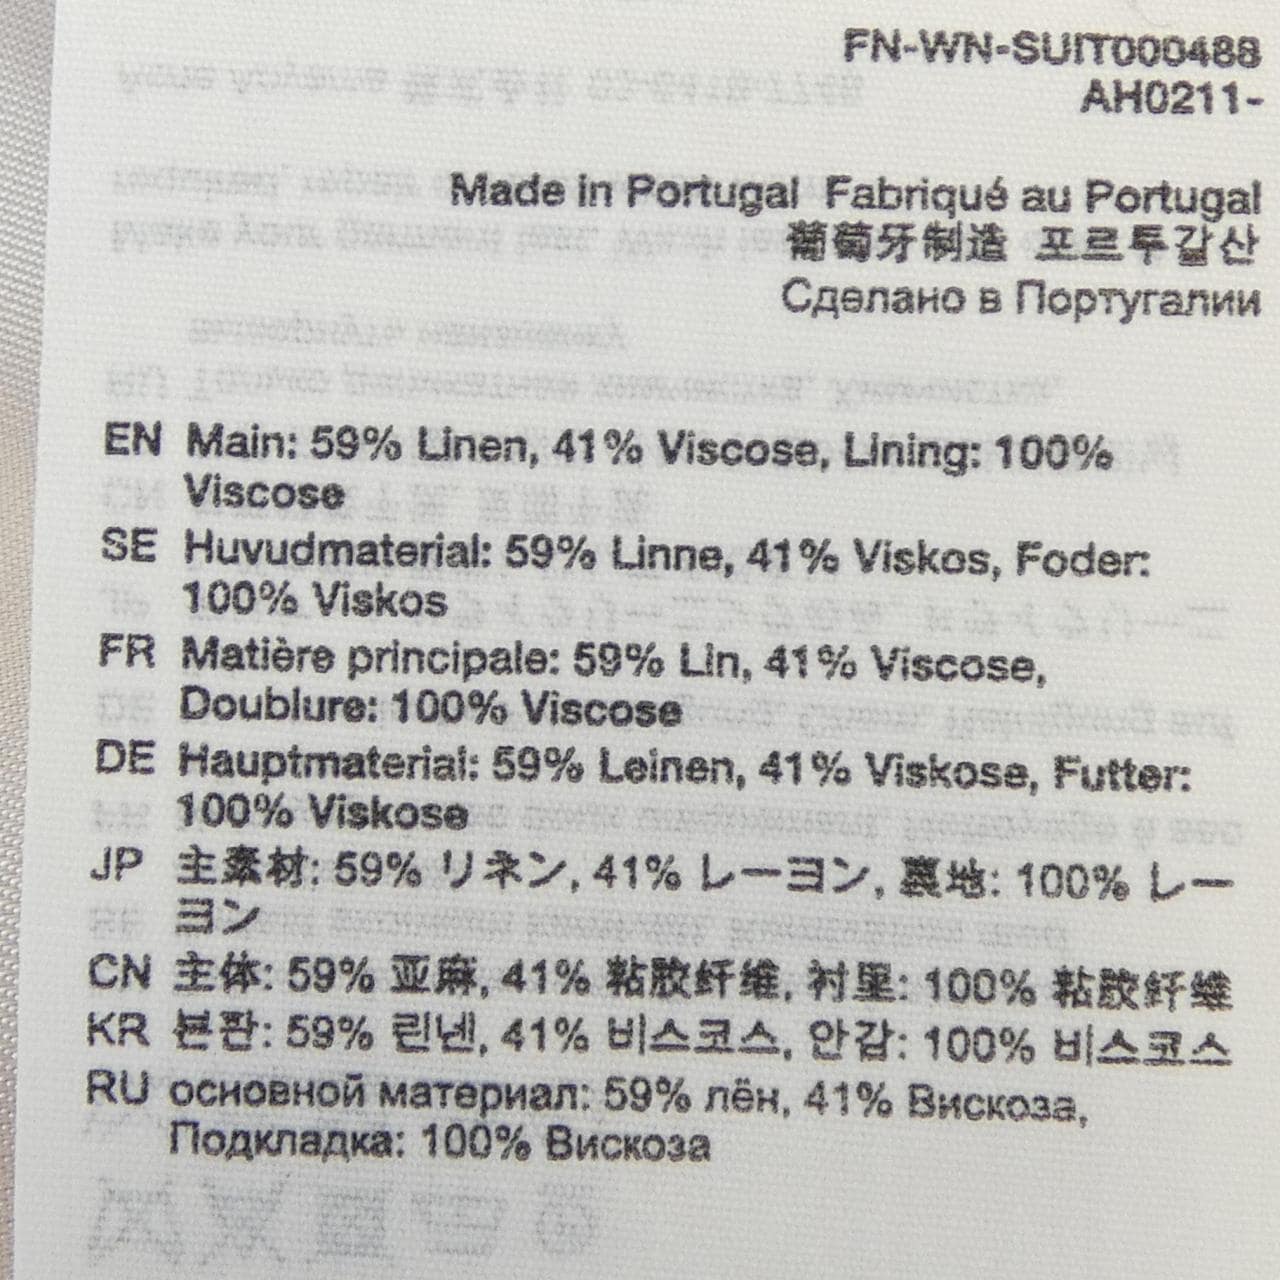 FN-WN-SUIT000488
AH0211-
Made in Portugal Fabriqué au Portugal
葡萄牙制造 포르투갈산
Сделано в Португалии
EN Main: 59% Linen, 41% Viscose, Lining: 100%
Viscose
SE Huvudmaterial: 59% Linne, 41% Viskos, Foder:
100% Viskos
FR Matière principale: 59% Lin, 41% Viscose,
Doublure: 100% Viscose
DE Hauptmaterial: 59% Leinen, 41% Viskose, Futter:
100% Viskose
JP 主素材: 59% リネン, 41% レーヨン, 裏地: 100% レー
ヨン
CN 主体: 59% 亚麻, 41% 粘胶纤维, 衬里: 100% 粘胶纤维
KR 본판: 59% 린넨, 41% 비스코스, 안감: 100% 비스코스
RU основной материал: 59% лён, 41% Вискоза,
Подкладка: 100% Вискоза